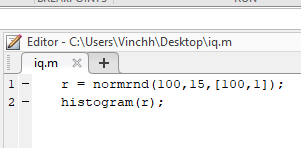 BREAKPOINTS
RUN
Editor - C:\Users\Vinchh\Desktop\iq.m
iq.m × +
1 – r = normrnd(100,15,[100,1]);
2 – histogram(r);